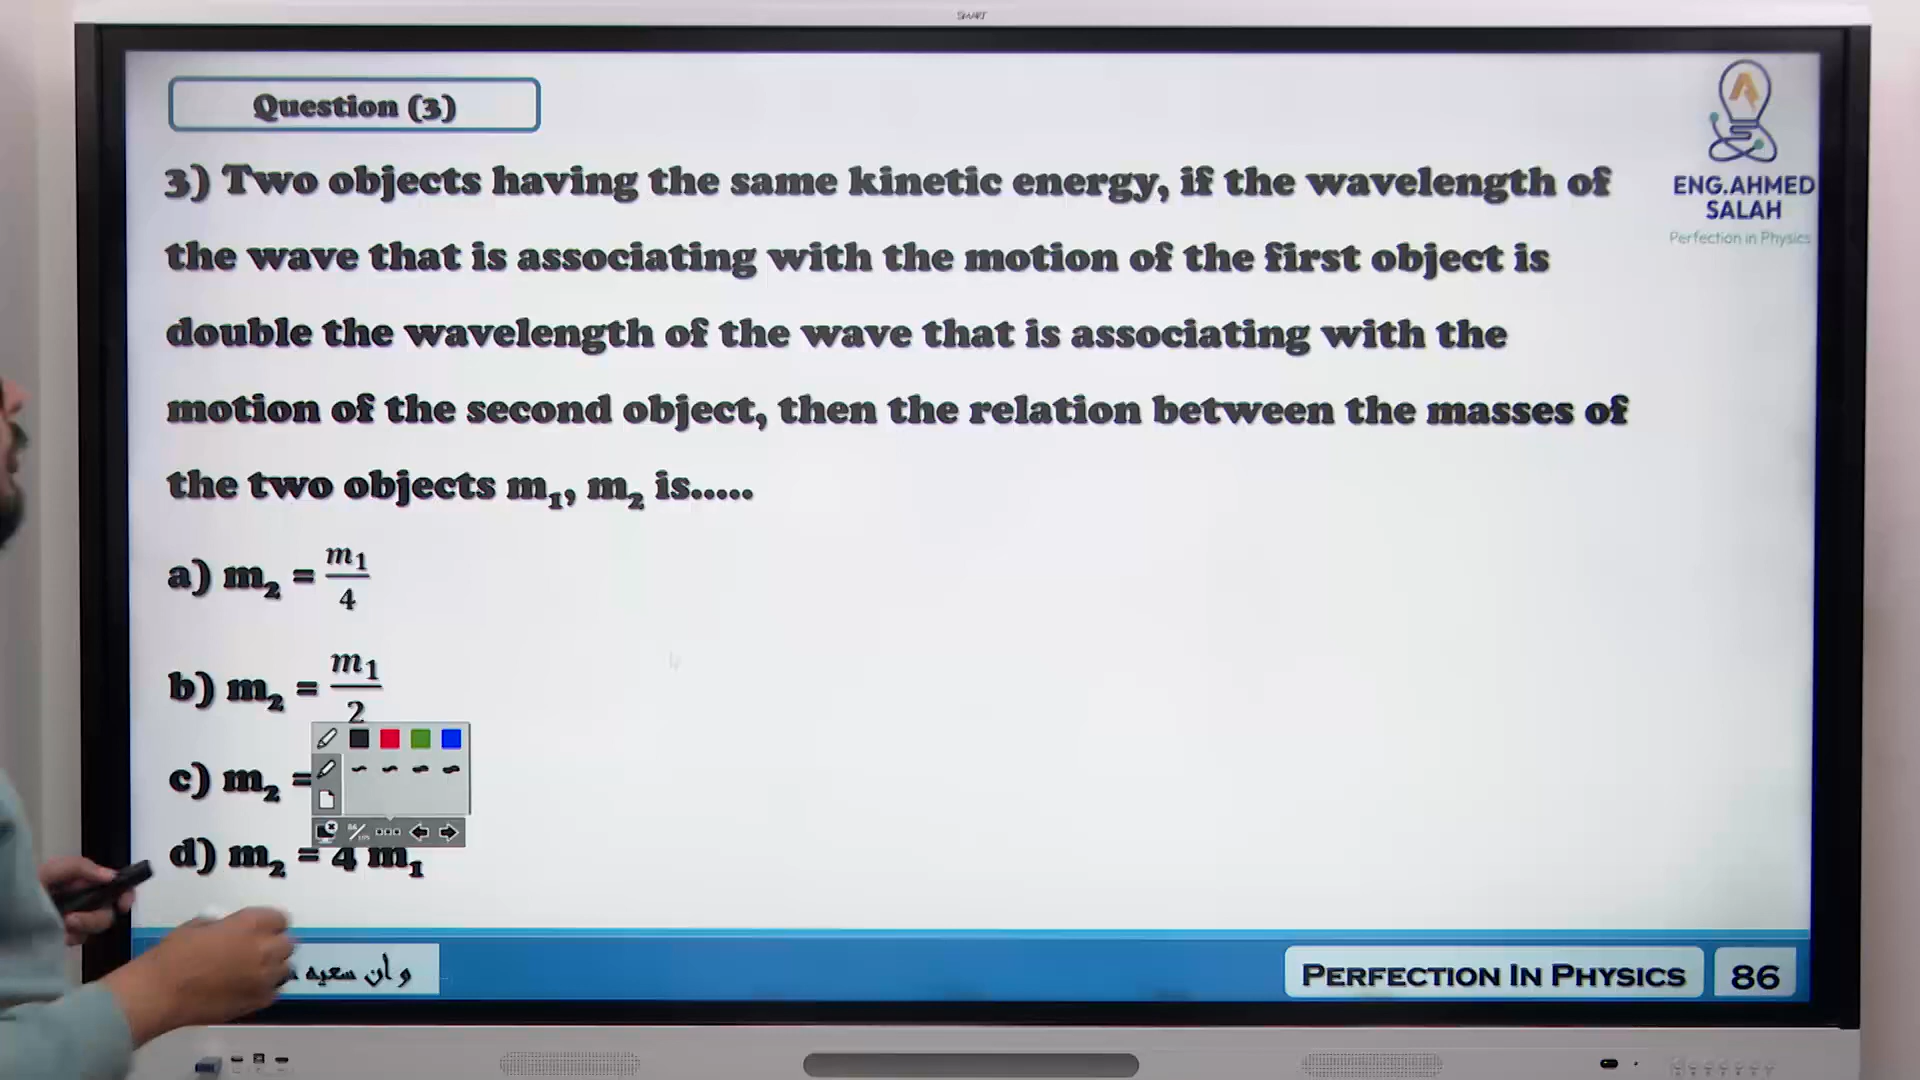 SMART
Question (3)
ENG.AHMED
SALAH
Perfection in Physics
3) Two objects having the same kinetic energy, if the wavelength of
the wave that is associating with the motion of the first object is
double the wavelength of the wave that is associating with the
motion of the second object, then the relation between the masses of
the two objects m₁, m₂ is.....
a) m₂ = m₁/4
b) m₂ = m₁/2
c) m₂ =
d) m₂ = 4 m₁
و أن سعيه
PERFECTION IN PHYSICS
86